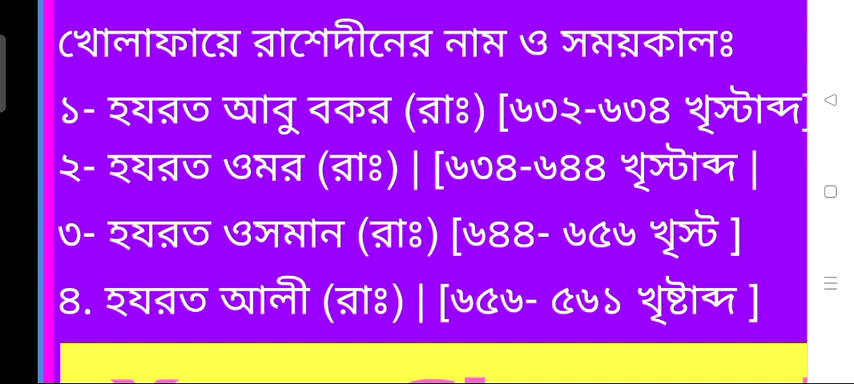 খোলাফায়ে রাশেদীনের নাম ও সময়কালঃ
১- হযরত আবু বকর (রাঃ) [৬৩২-৬৩৪ খৃস্টাব্দ]
২- হযরত ওমর (রাঃ) | [৬৩৪-৬৪৪ খৃস্টাব্দ |
৩- হযরত ওসমান (রাঃ) [৬৪৪- ৬৫৬ খৃস্ট ]
৪. হযরত আলী (রাঃ) | [৬৫৬- ৫৬১ খৃষ্টাব্দ ]